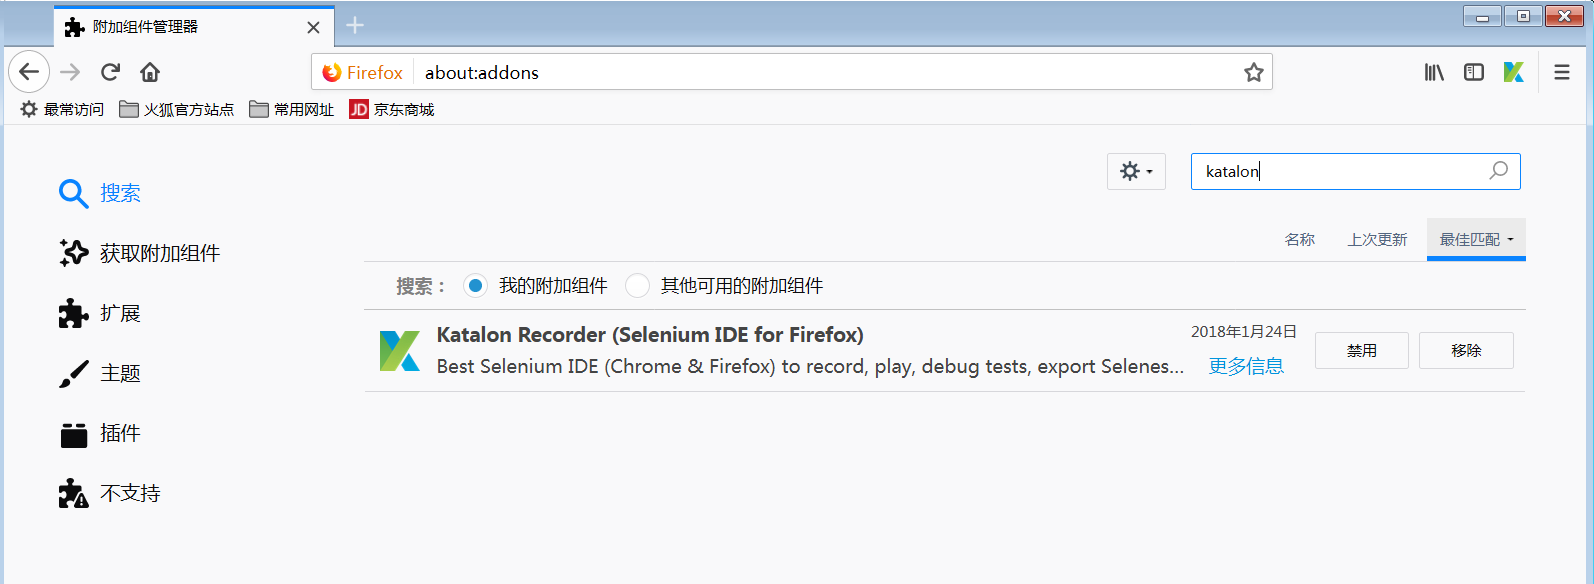 附加组件管理器
Firefox about:addons
最常访问 火狐官方站点 常用网址 JD 京东商城
katalon
搜索
名称 上次更新 最佳匹配
获取附加组件
搜索： 我的附加组件 其他可用的附加组件
扩展
Katalon Recorder (Selenium IDE for Firefox) 2018年1月24日
Best Selenium IDE (Chrome & Firefox) to record, play, debug tests, export Selenes... 更多信息
禁用 移除
主题
插件
不支持